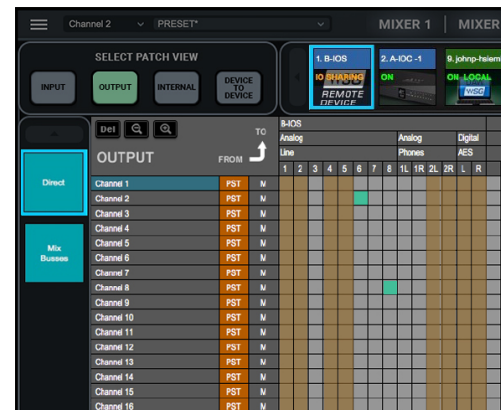 Channel 2 PRESET* MIXER 1 MIXER
SELECT PATCH VIEW
INPUT OUTPUT INTERNAL DEVICE TO DEVICE
1. B-IOS 2. A-IOC -1 9. johnp-hsiem
IO SHARING ON ON LOCAL
REMOTE DEVICE WSG
Del TO
OUTPUT FROM
B-IOS
Analog Analog Digital
Line Phones AES
1 2 3 4 5 6 7 8 1L 1R 2L 2R L R
Direct
Mix Busses
Channel 1 PST N
Channel 2 PST N
Channel 3 PST N
Channel 4 PST N
Channel 5 PST N
Channel 6 PST N
Channel 7 PST N
Channel 8 PST N
Channel 9 PST N
Channel 10 PST N
Channel 11 PST N
Channel 12 PST N
Channel 13 PST N
Channel 14 PST N
Channel 15 PST N
Channel 16 PST N